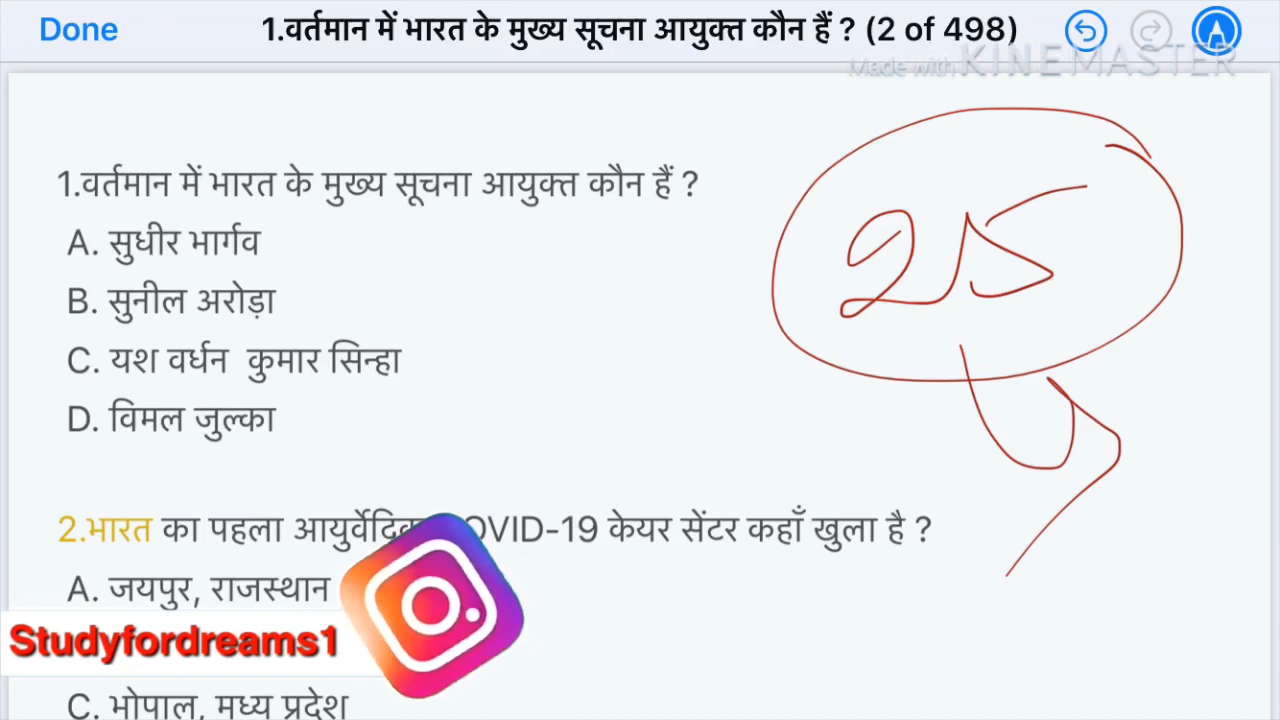 Done
1.वर्तमान में भारत के मुख्य सूचना आयुक्त कौन हैं ? (2 of 498)
Made with KINEMASTER
1.वर्तमान में भारत के मुख्य सूचना आयुक्त कौन हैं ?
25
A. सुधीर भार्गव
B. सुनील अरोड़ा
C. यश वर्धन कुमार सिन्हा
D. विमल जुल्का
2.भारत का पहला आयुर्वेदिक COVID-19 केयर सेंटर कहाँ खुला है ?
A. जयपुर, राजस्थान
Studyfordreams1
C. भोपाल, मध्य प्रदेश